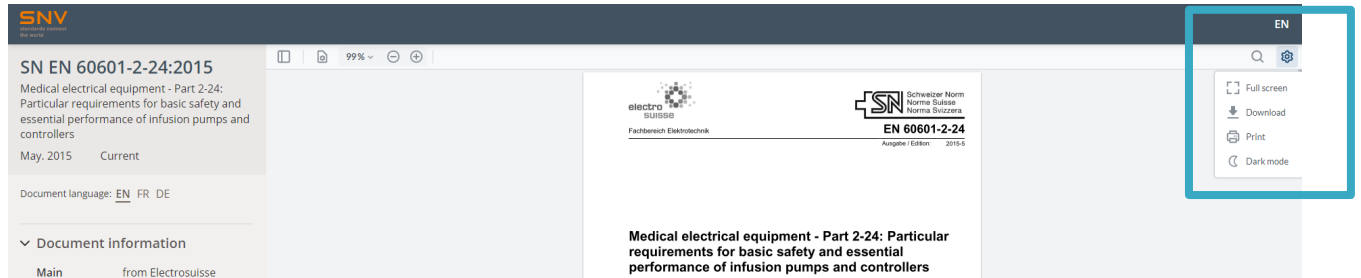 SNV
standards connect
the world
EN
SN EN 60601-2-24:2015
Medical electrical equipment - Part 2-24:
Particular requirements for basic safety and
essential performance of infusion pumps and
controllers
May. 2015 Current
Document language: EN FR DE
Document information
Main from Electrosuisse
99%
Full screen
Download
Print
Dark mode
electro
suisse
Fachbereich Elektrotechnik
SN
Schweizer Norm
Norme Suisse
Norma Svizzera
EN 60601-2-24
Ausgabe / Edition: 2015-5
Medical electrical equipment - Part 2-24: Particular
requirements for basic safety and essential
performance of infusion pumps and controllers